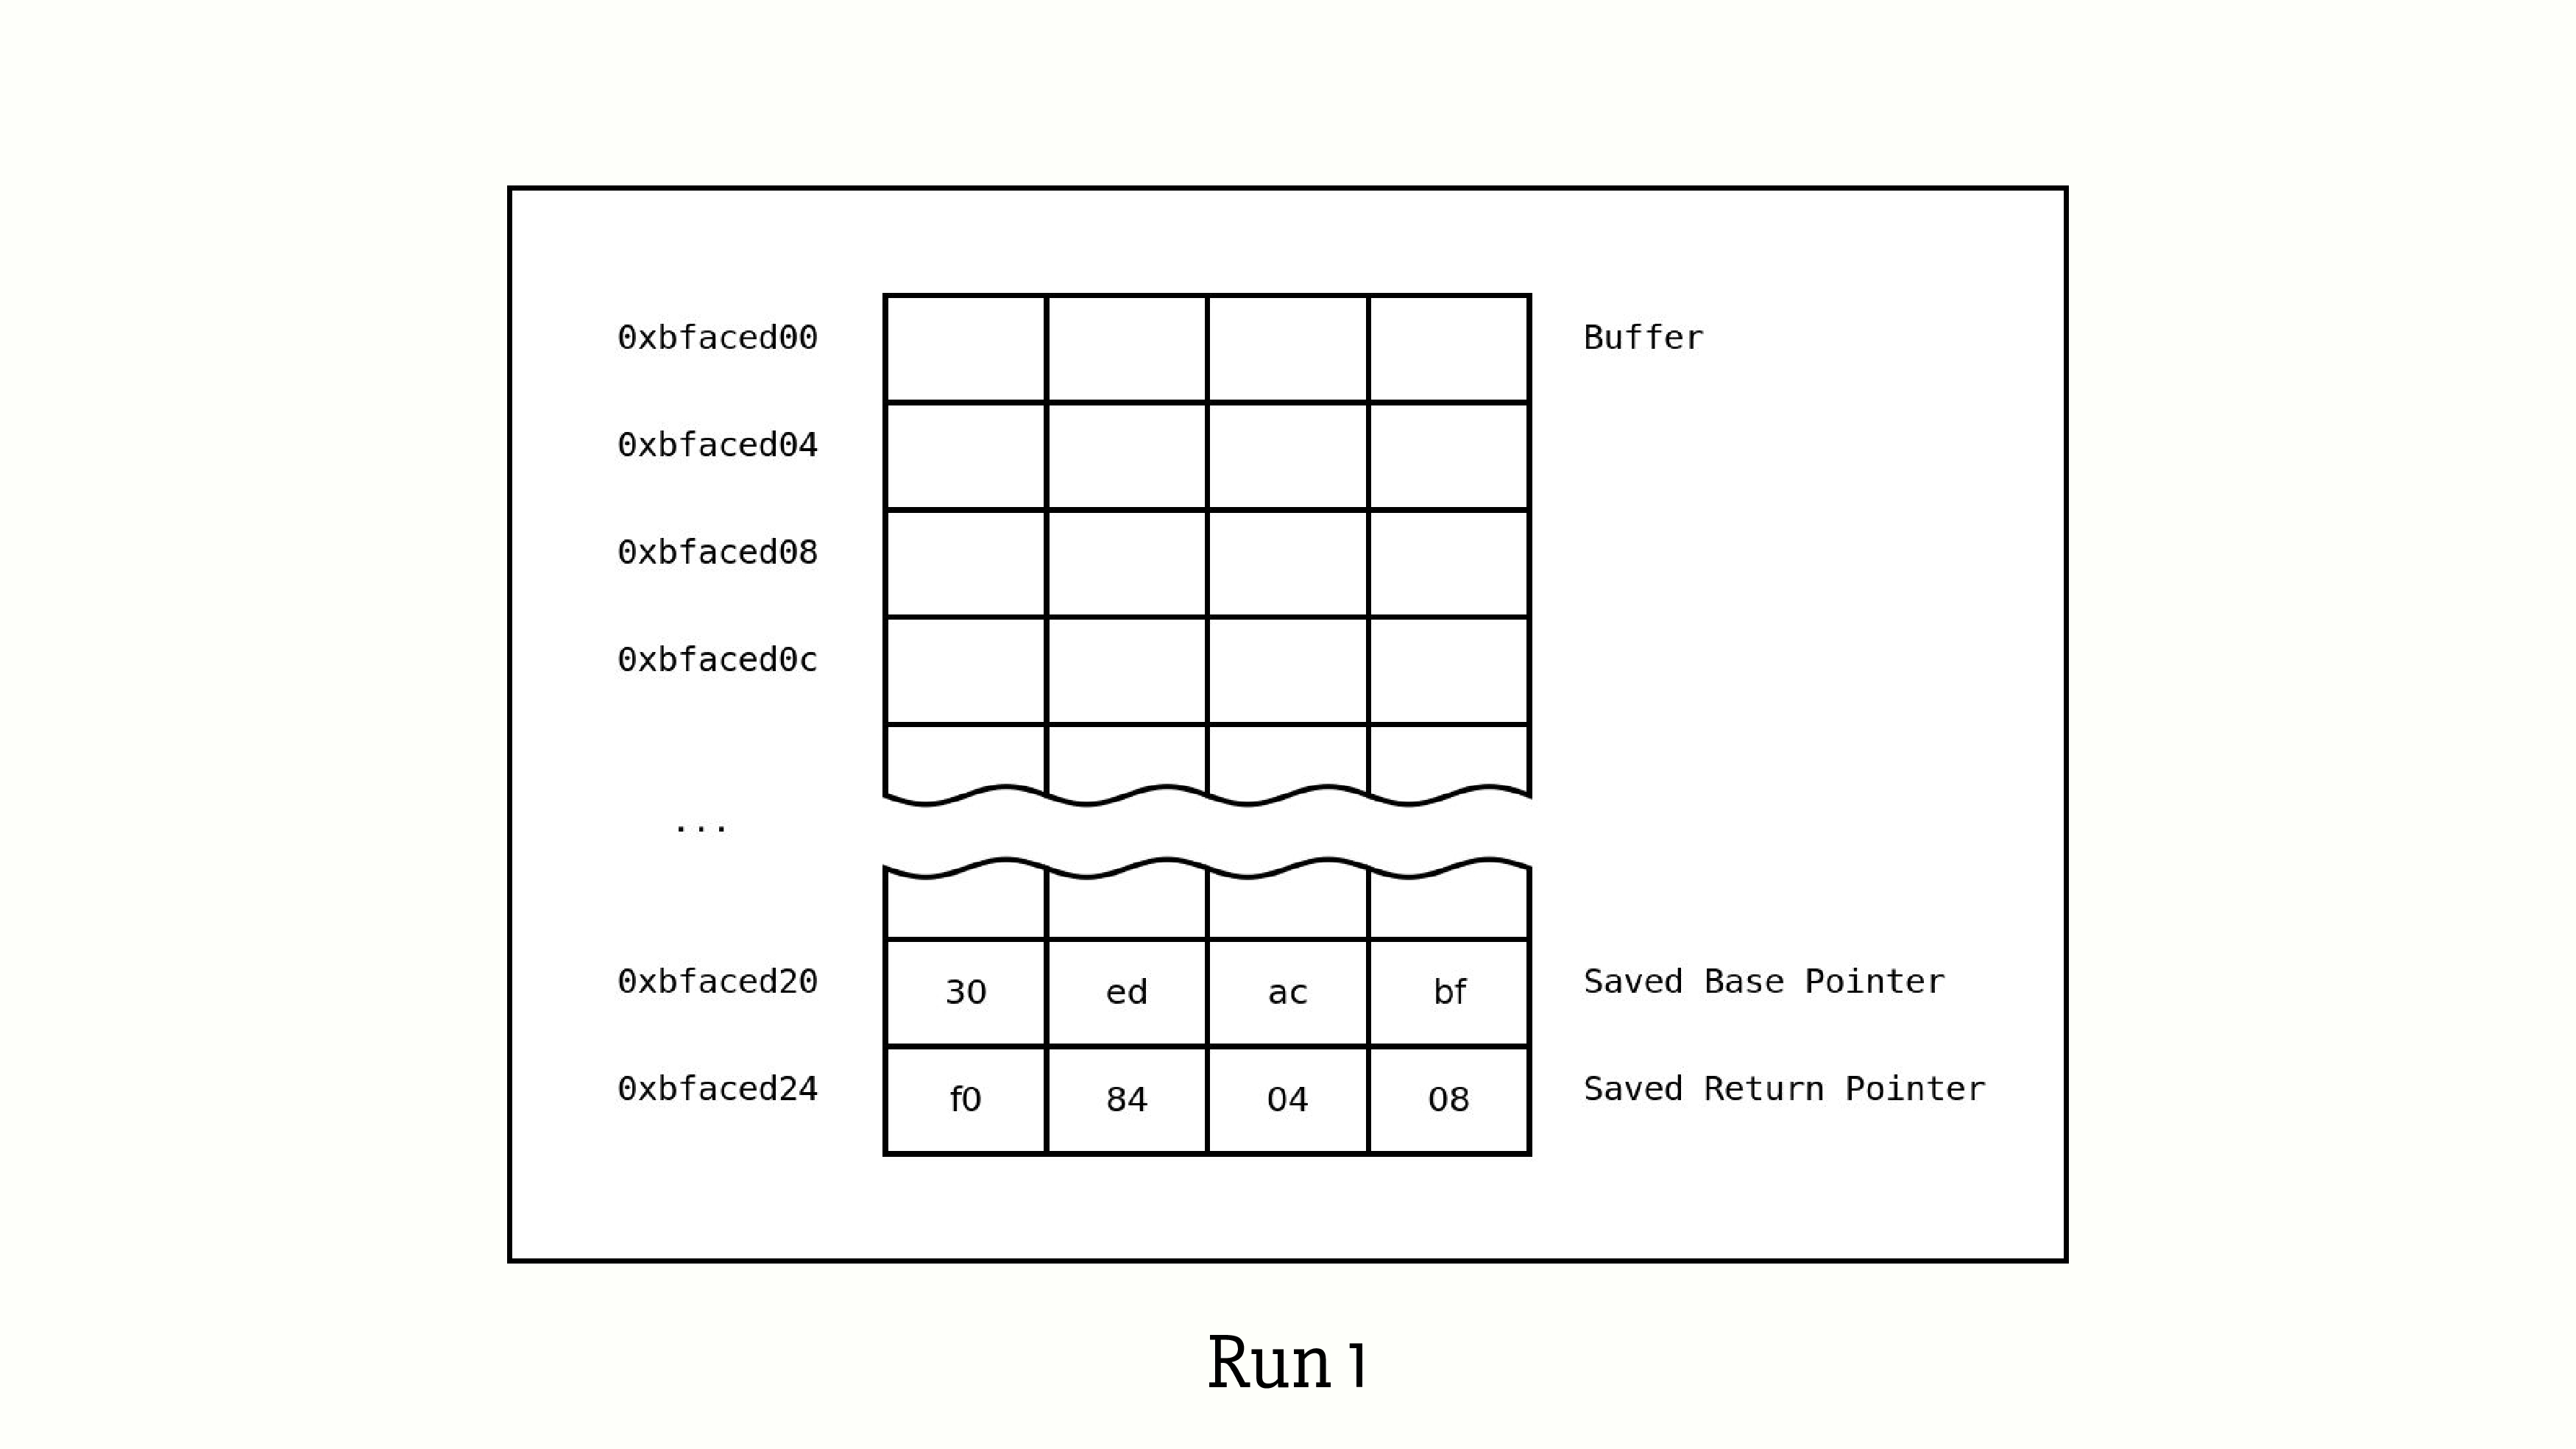 0xbfaced00 Buffer
0xbfaced04
0xbfaced08
0xbfaced0c
...
0xbfaced20 30 ed ac bf Saved Base Pointer
0xbfaced24 f0 84 04 08 Saved Return Pointer
Run 1